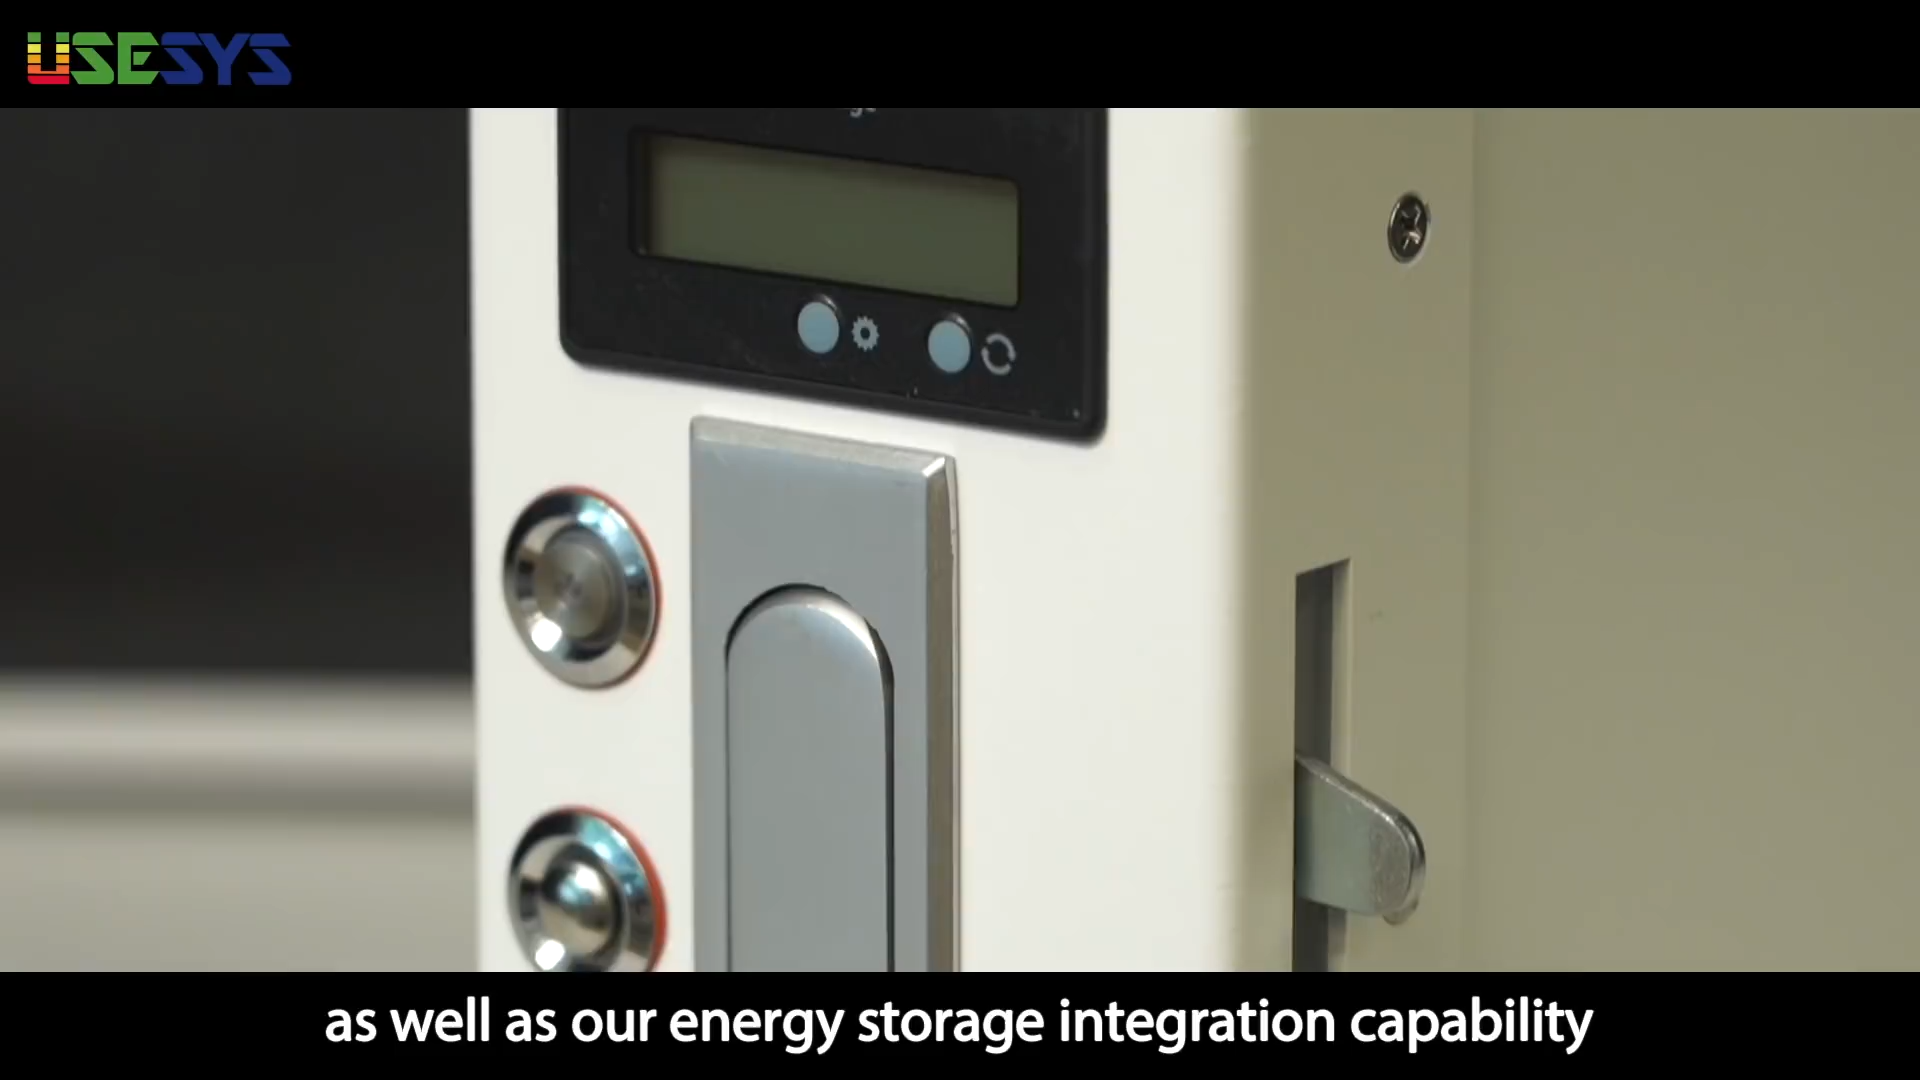 USESYS
as well as our energy storage integration capability